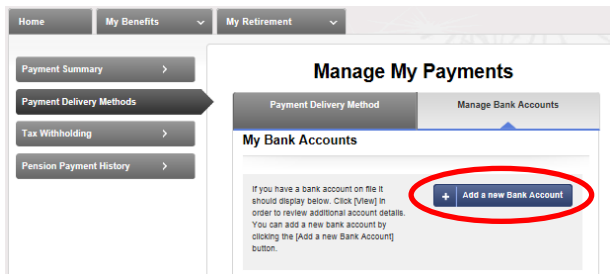 Home My Benefits My Retirement
Payment Summary
Payment Delivery Methods
Tax Withholding
Pension Payment History
Manage My Payments
Payment Delivery Method Manage Bank Accounts
My Bank Accounts
If you have a bank account on file it
should display below. Click [View] in
order to review additional account details.
You can add a new bank account by
clicking the [Add a new Bank Account]
button.
+ Add a new Bank Account